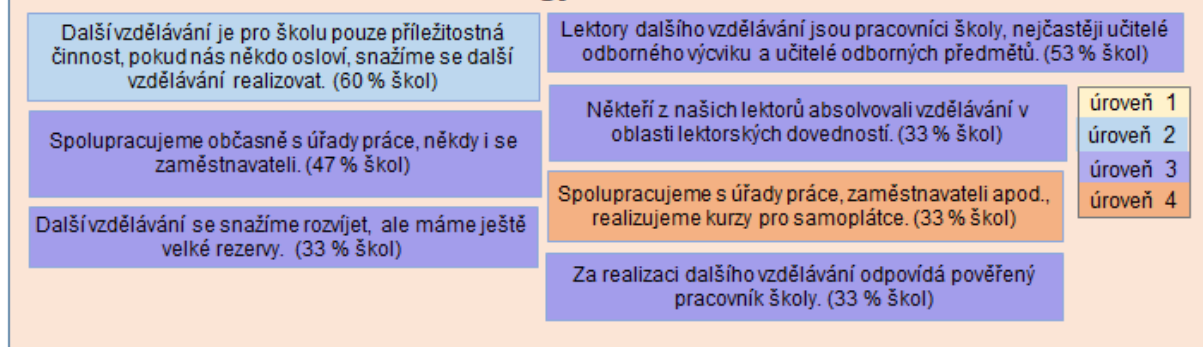 Další vzdělávání je pro školu pouze příležitostná
činnost, pokud nás někdo osloví, snažíme se další
vzdělávání realizovat. (60 % škol)
Spolupracujeme občasně s úřady práce, někdy i se
zaměstnavateli. (47 % škol)
Další vzdělávání se snažíme rozvíjet, ale máme ještě
velké rezervy. (33 % škol)
Lektory dalšího vzdělávání jsou pracovníci školy, nejčastěji učitelé
odborného výcviku a učitelé odborných předmětů. (53 % škol)
Někteří z našich lektorů absolvovali vzdělávání v
oblasti lektorských dovedností. (33 % škol)
Spolupracujeme s úřady práce, zaměstnavateli apod.,
realizujeme kurzy pro samoplátce. (33 % škol)
Za realizaci dalšího vzdělávání odpovídá pověřený
pracovník školy. (33 % škol)
úroveň 1
úroveň 2
úroveň 3
úroveň 4